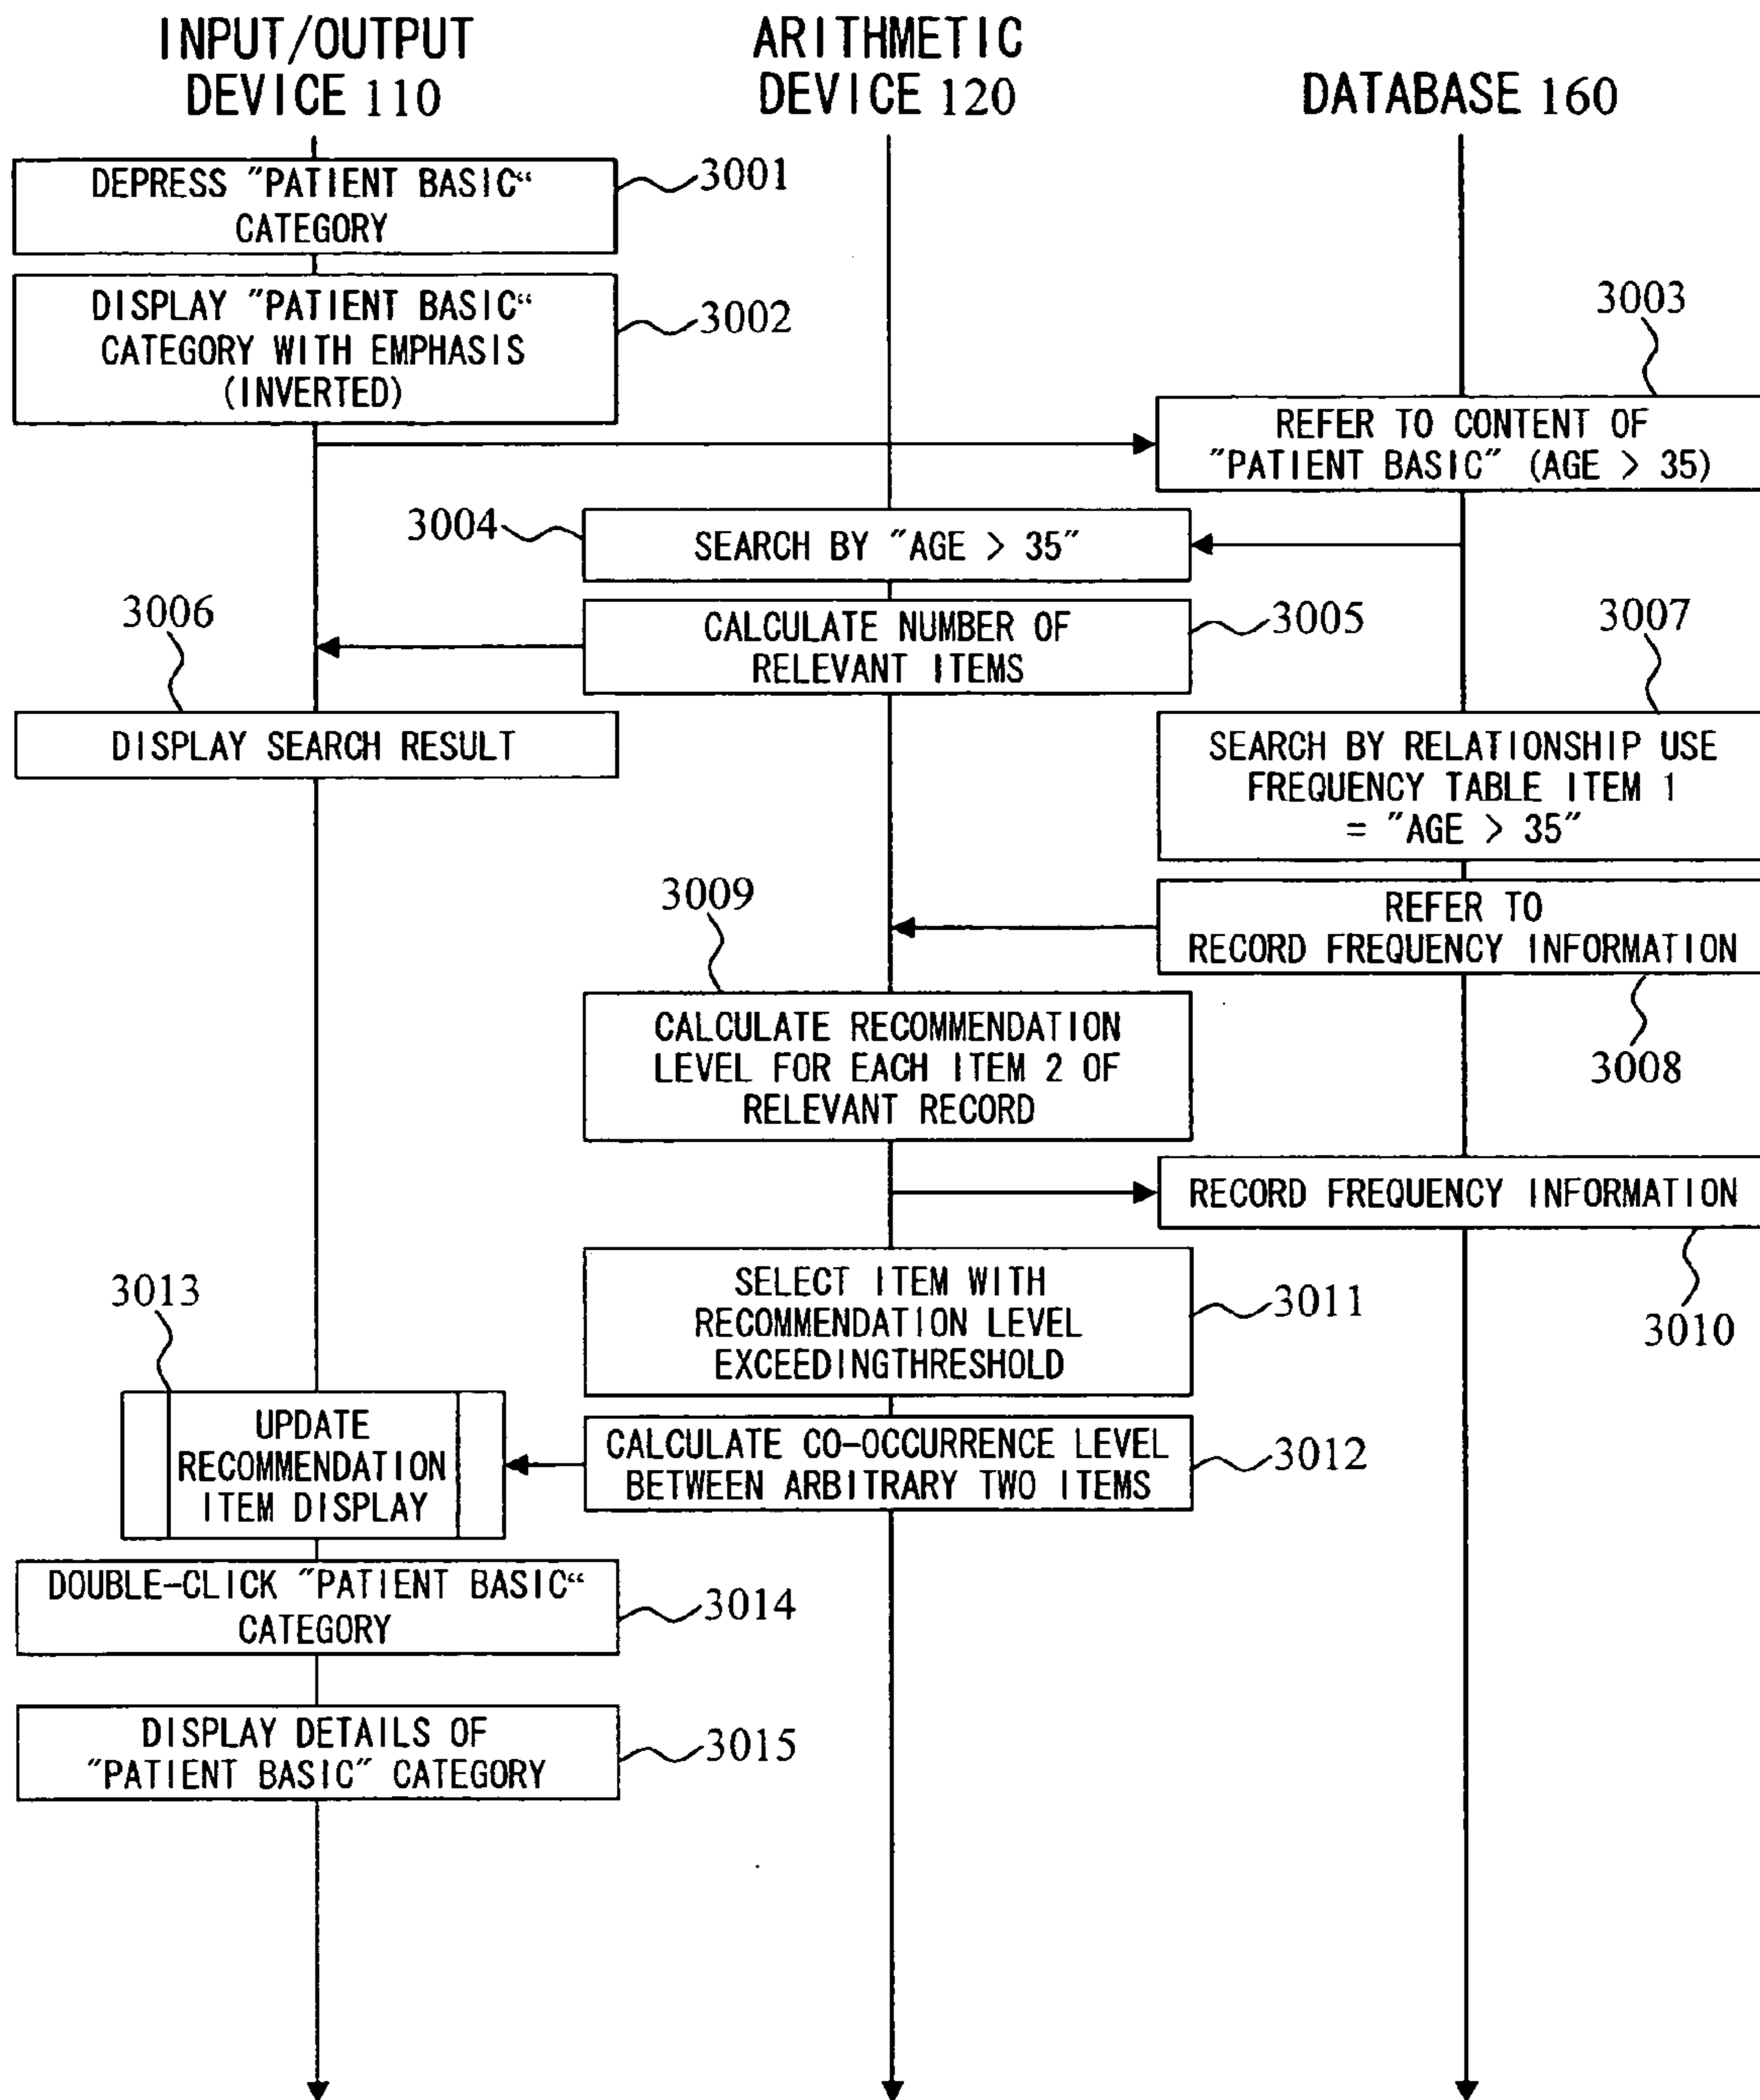 INPUT/OUTPUT
DEVICE 110
ARITHMETIC
DEVICE 120
DATABASE 160
DEPRESS "PATIENT BASIC“
CATEGORY
3001
DISPLAY "PATIENT BASIC“
CATEGORY WITH EMPHASIS
(INVERTED)
3002
3003
REFER TO CONTENT OF
"PATIENT BASIC" (AGE > 35)
3004
SEARCH BY "AGE > 35"
CALCULATE NUMBER OF
RELEVANT ITEMS
3005
3006
DISPLAY SEARCH RESULT
3007
SEARCH BY RELATIONSHIP USE
FREQUENCY TABLE ITEM 1
= "AGE > 35"
REFER TO
RECORD FREQUENCY INFORMATION
3008
3009
CALCULATE RECOMMENDATION
LEVEL FOR EACH ITEM 2 OF
RELEVANT RECORD
RECORD FREQUENCY INFORMATION
3010
SELECT ITEM WITH
RECOMMENDATION LEVEL
EXCEEDINGTHRESHOLD
3011
CALCULATE CO-OCCURRENCE LEVEL
BETWEEN ARBITRARY TWO ITEMS
3012
3013
UPDATE
RECOMMENDATION
ITEM DISPLAY
DOUBLE-CLICK "PATIENT BASIC“
CATEGORY
3014
DISPLAY DETAILS OF
"PATIENT BASIC" CATEGORY
3015